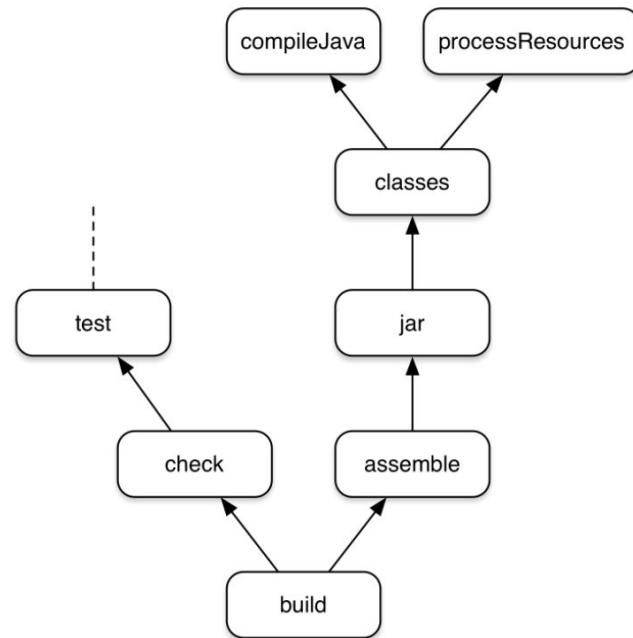 compileJava
processResources
classes
test
jar
check
assemble
build